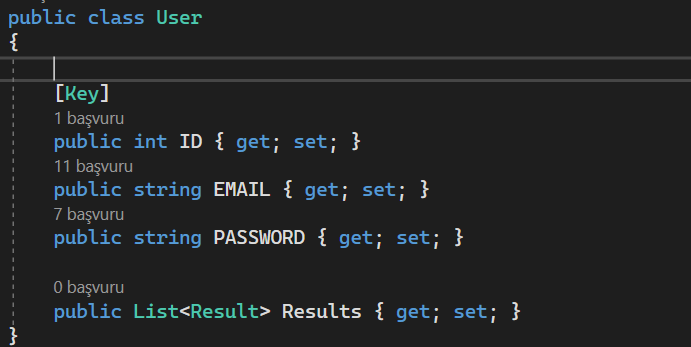 public class User
{
[Key]
1 başvuru
public int ID { get; set; }
11 başvuru
public string EMAIL { get; set; }
7 başvuru
public string PASSWORD { get; set; }
0 başvuru
public List<Result> Results { get; set; }
}